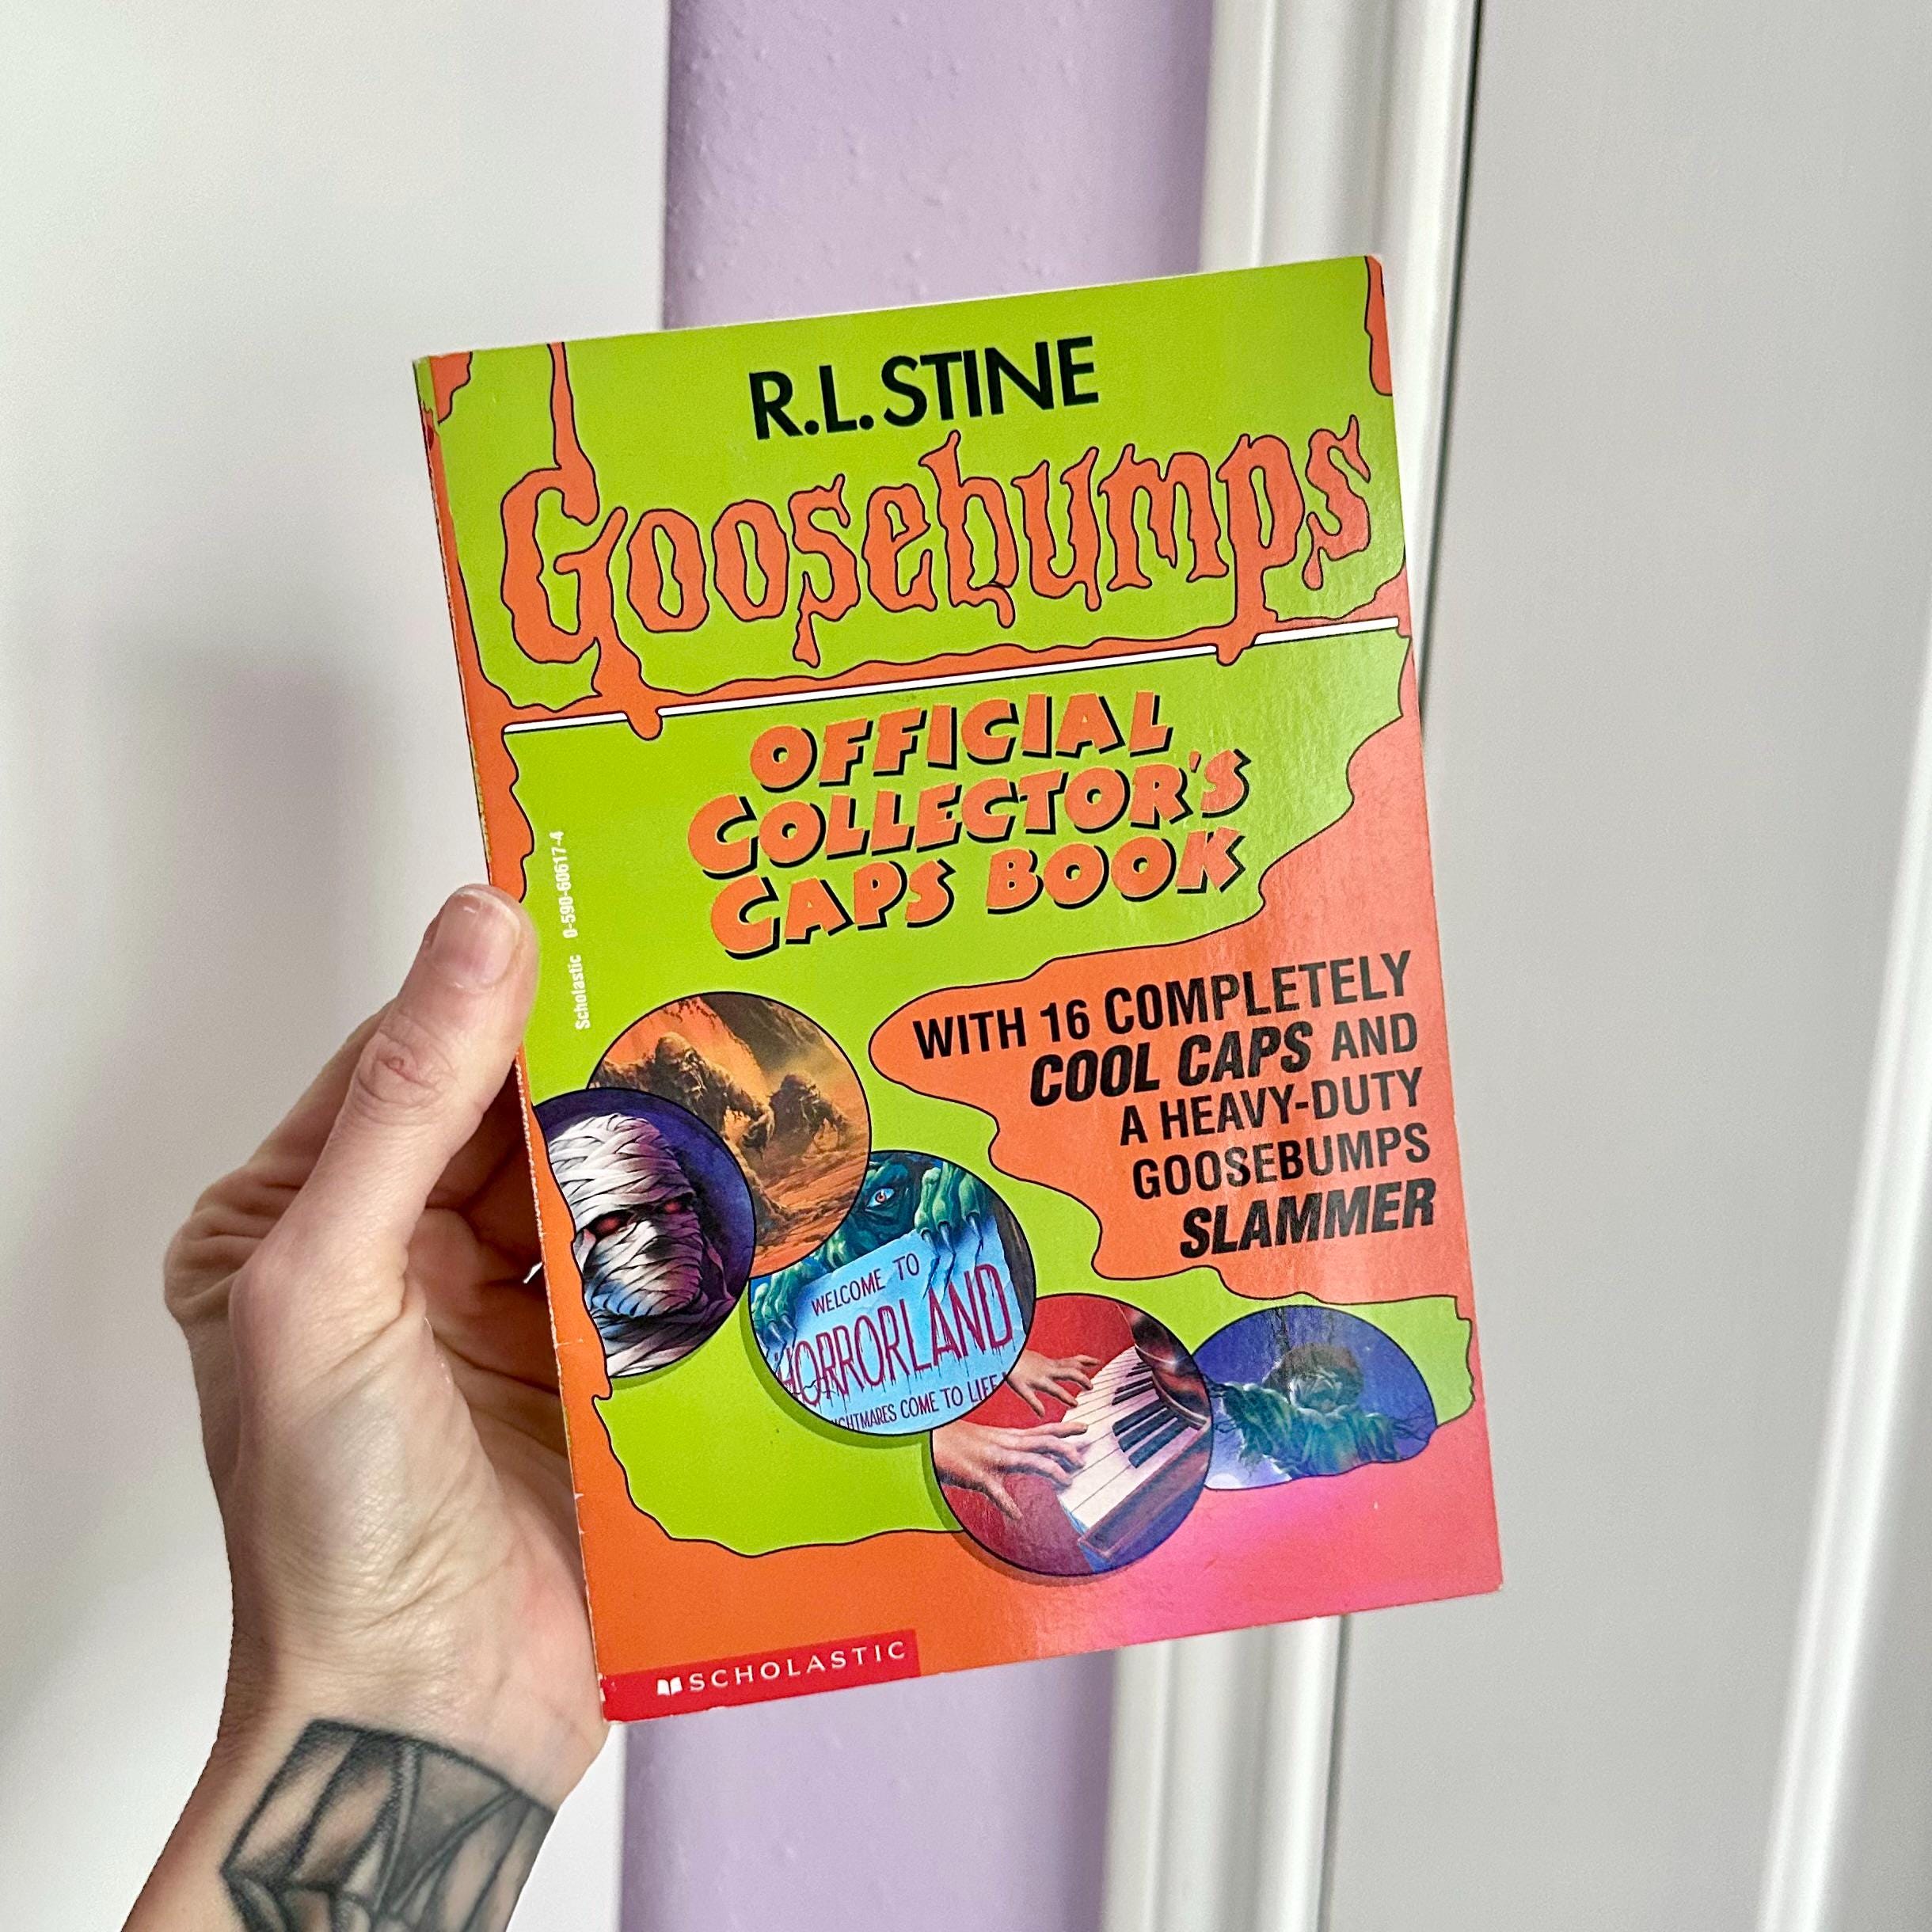 R.L. STINE
Goosebumps
OFFICIAL
COLLECTOR'S
CAPS BOOK
Scholastic 0-590-60617-4
WITH 16 COMPLETELY
COOL CAPS AND
A HEAVY-DUTY
GOOSEBUMPS
SLAMMER
WELCOME TO
HORRORLAND
IGHTMARES COME TO LIFE
SCHOLASTIC